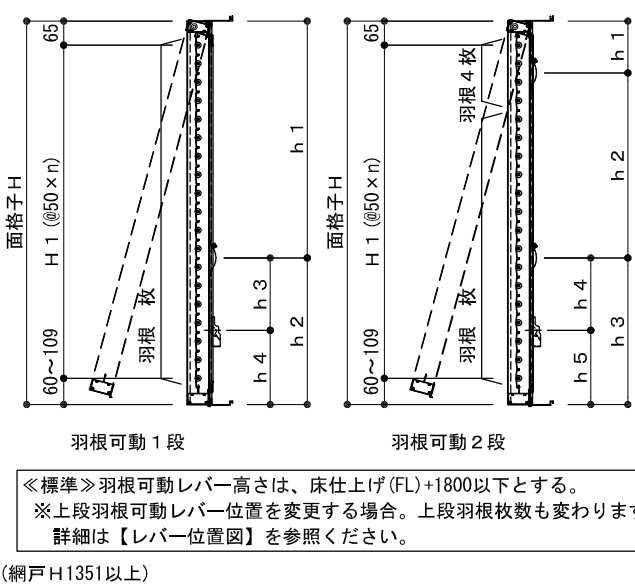 65
面格子H
H1(@50×n)
60~109
羽根　枚
h1
h2
h3
h4
羽根可動1段
65
面格子H
H1(@50×n)
60~109
羽根4枚
羽根　枚
h1
h2
h3
h4
h5
羽根可動2段
≪標準≫羽根可動レバー高さは、床仕上げ(FL)+1800以下とする。
※上段羽根可動レバー位置を変更する場合。上段羽根枚数も変わります
詳細は【レバー位置図】を参照ください。
(網戸H1351以上)